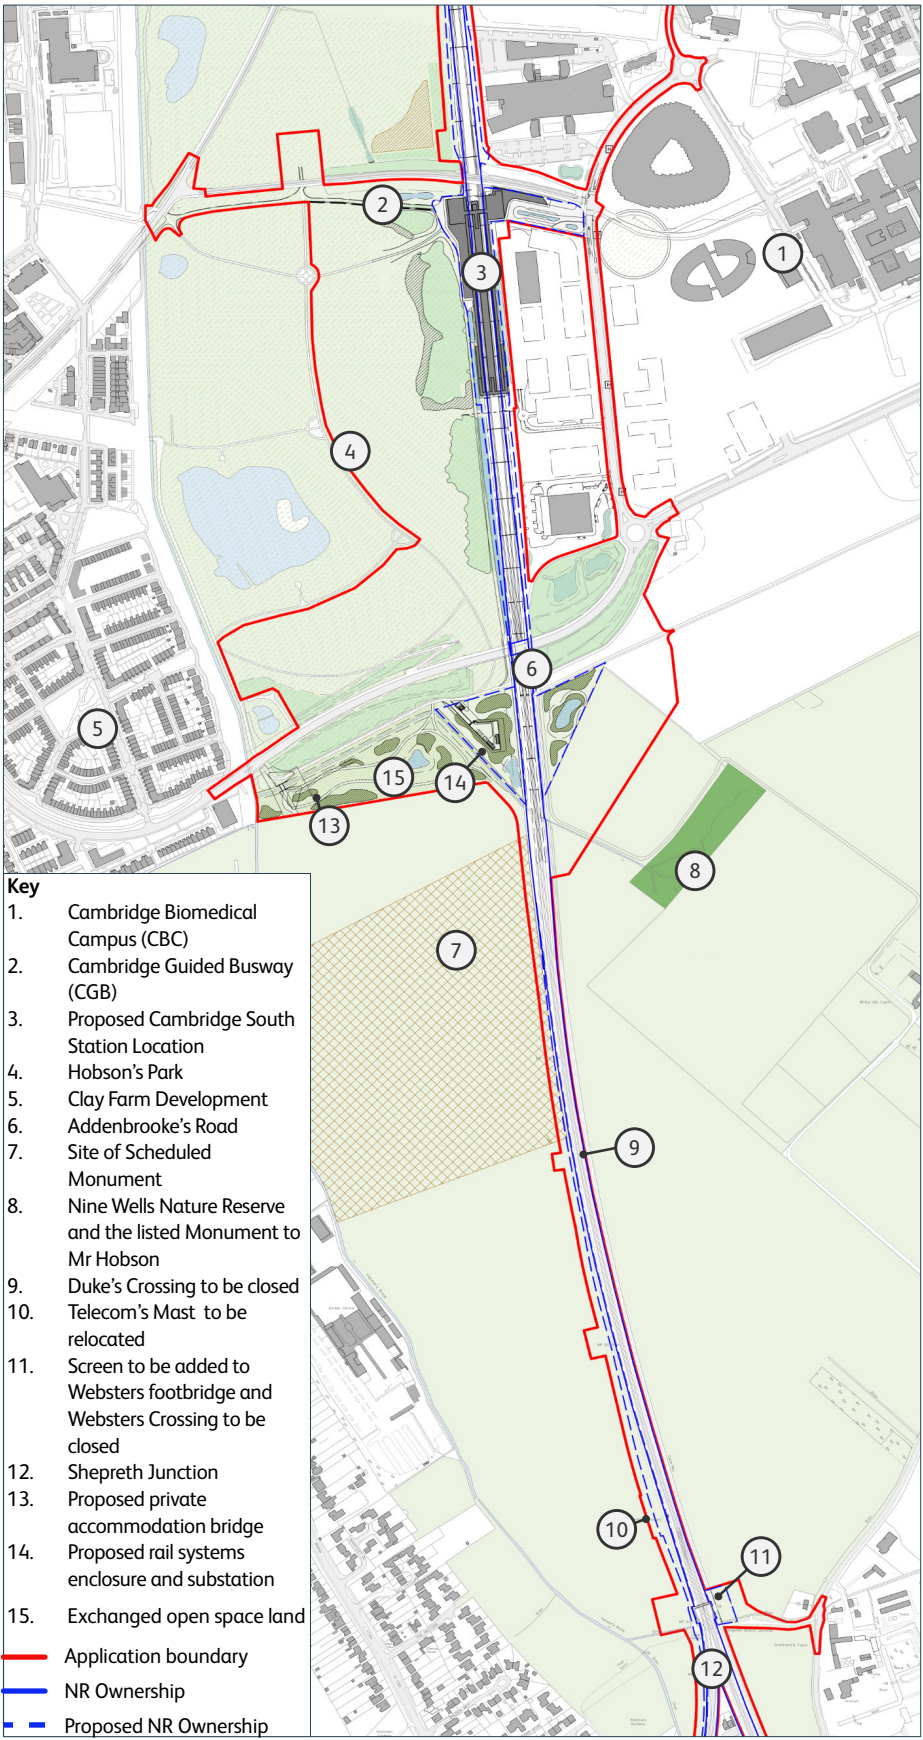 1
2
3
4
5
6
7
8
9
10
11
12
13
14
15
Key
1. Cambridge Biomedical
Campus (CBC)
2. Cambridge Guided Busway
(CGB)
3. Proposed Cambridge South
Station Location
4. Hobson's Park
5. Clay Farm Development
6. Addenbrooke's Road
7. Site of Scheduled
Monument
8. Nine Wells Nature Reserve
and the listed Monument to
Mr Hobson
9. Duke's Crossing to be closed
10. Telecom's Mast to be
relocated
11. Screen to be added to
Websters footbridge and
Websters Crossing to be
closed
12. Shepreth Junction
13. Proposed private
accommodation bridge
14. Proposed rail systems
enclosure and substation
15. Exchanged open space land
Application boundary
NR Ownership
Proposed NR Ownership